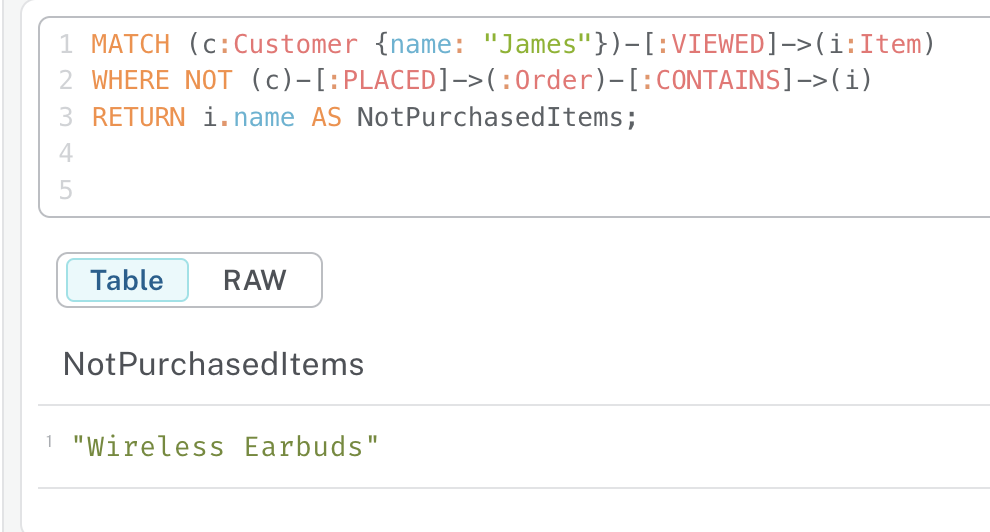 1 MATCH (c:Customer {name: "James"})-[:VIEWED]->(i:Item)
2 WHERE NOT (c)-[:PLACED]->(:Order)-[:CONTAINS]->(i)
3 RETURN i.name AS NotPurchasedItems;
4
5
Table RAW
NotPurchasedItems
1 "Wireless Earbuds"